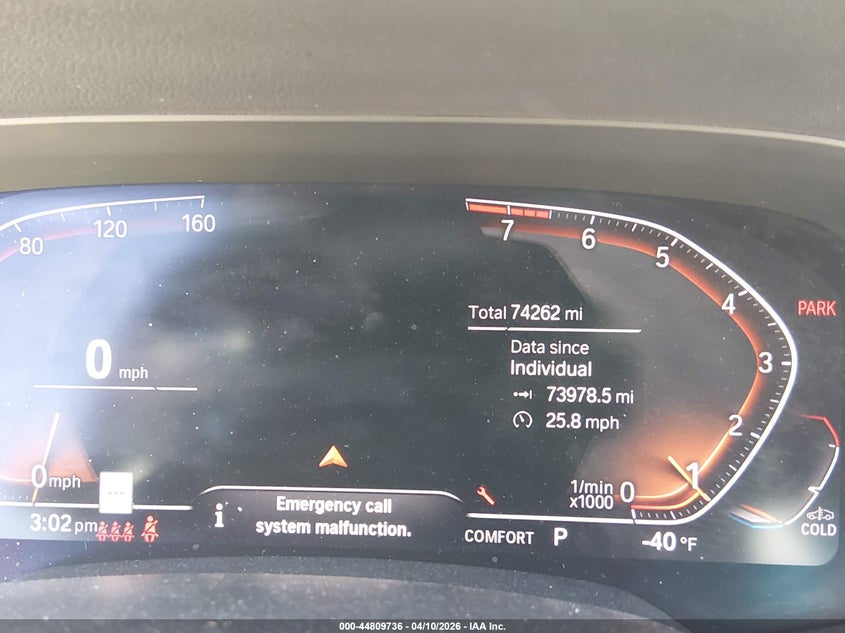 80 120 160
7 6 5 4 3 2 1 0
PARK
Total 74262 mi
Data since
Individual
73978.5 mi
25.8 mph
0 mph
0 mph
---
3:02 pm
i
Emergency call
system malfunction.
1/min
x1000
COMFORT P
-40 °F
COLD
000-44809736 - 04/10/2026 - IAA Inc.